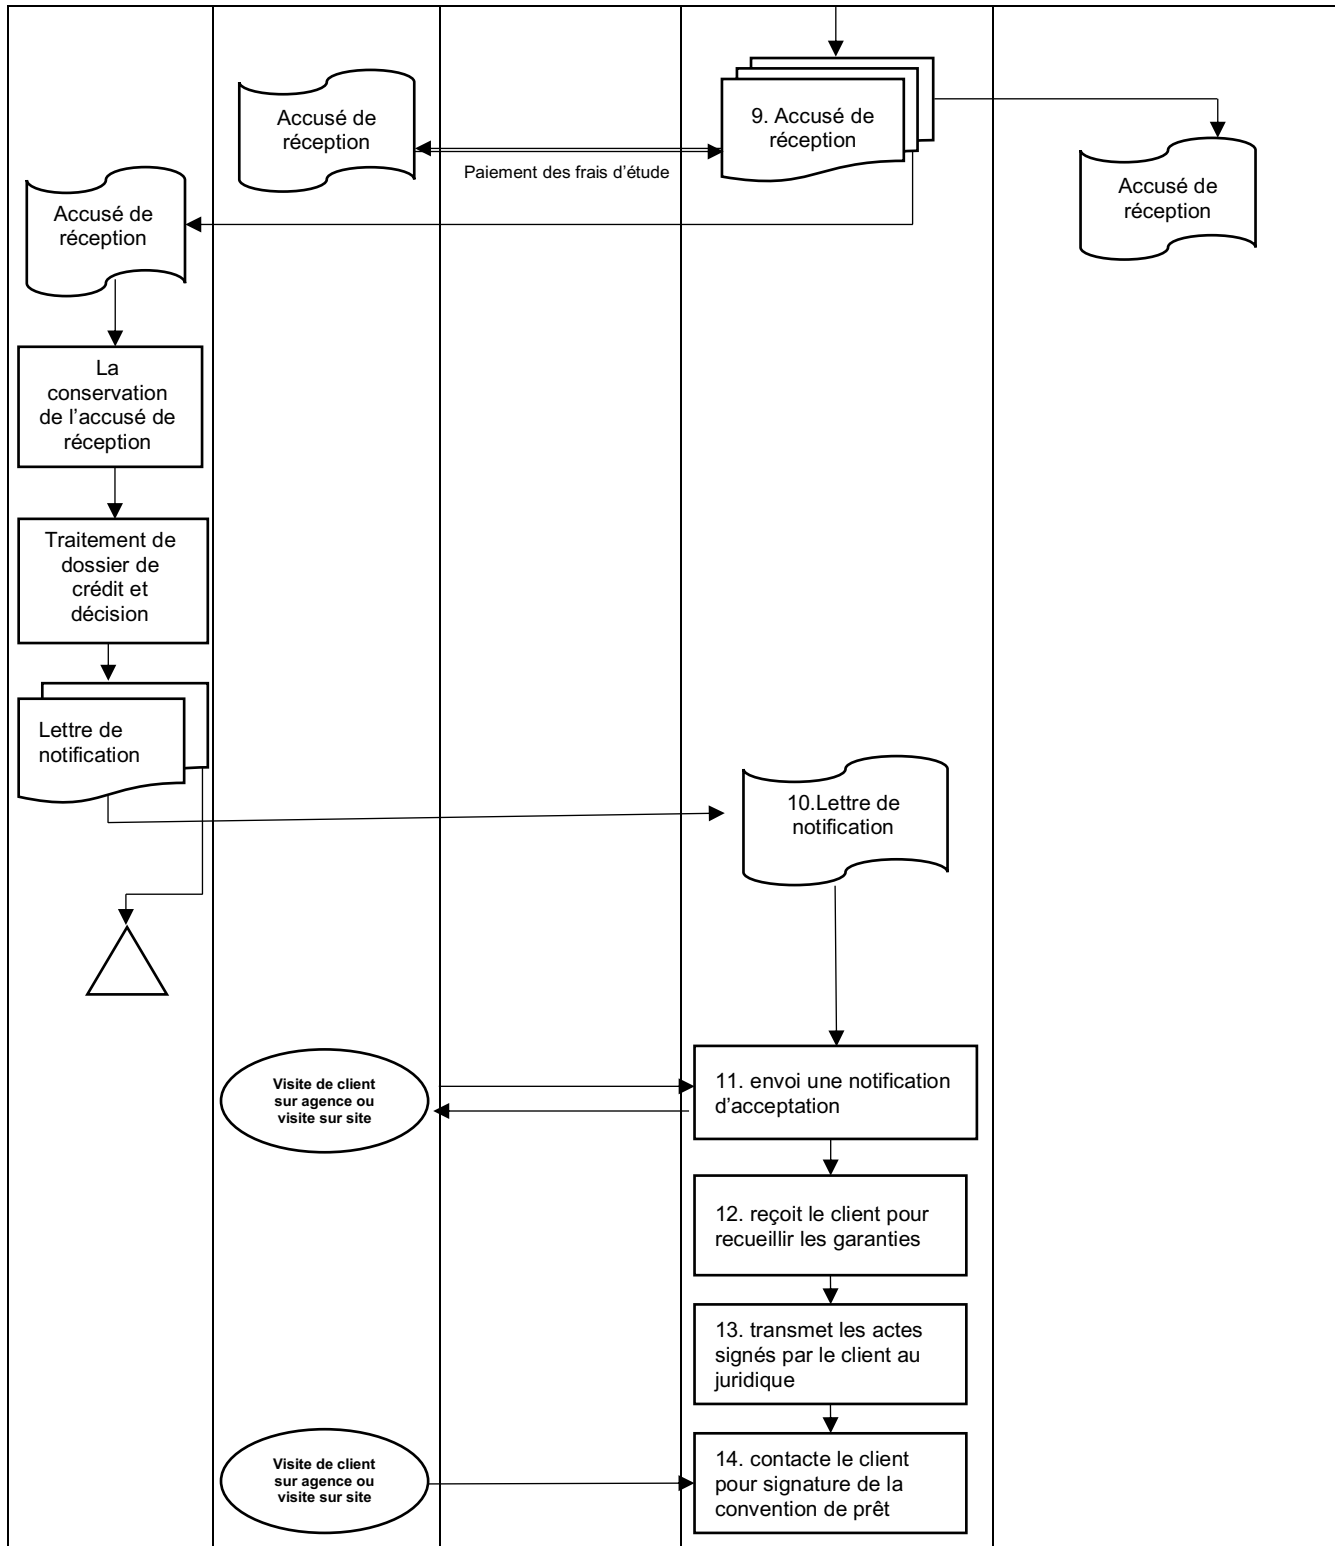 Accusé de
réception
9. Accusé de
réception
Paiement des frais d'étude
Accusé de
réception
Accusé de
réception
La
conservation
de l'accusé de
réception
Traitement de
dossier de
crédit et
décision
Lettre de
notification
10.Lettre de
notification
Visite de client
sur agence ou
visite sur site
11. envoi une notification
d'acceptation
12. reçoit le client pour
recueillir les garanties
13. transmet les actes
signés par le client au
juridique
Visite de client
sur agence ou
visite sur site
14. contacte le client
pour signature de la
convention de prêt